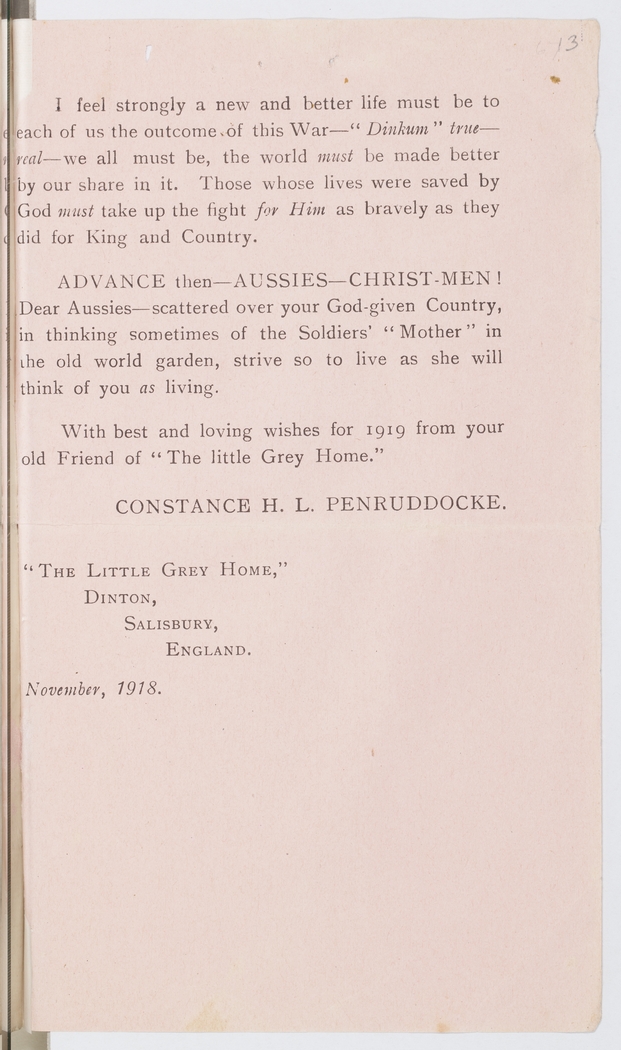 13
I feel strongly a new and better life must be to
each of us the outcome of this War—“ Dinkum ” true—
real—we all must be, the world must be made better
by our share in it. Those whose lives were saved by
God must take up the fight for Him as bravely as they
did for King and Country.
ADVANCE then—AUSSIES—CHRIST-MEN !
Dear Aussies—scattered over your God-given Country,
in thinking sometimes of the Soldiers’ “ Mother ” in
the old world garden, strive so to live as she will
think of you as living.
With best and loving wishes for 1919 from your
old Friend of “ The little Grey Home.”
CONSTANCE H. L. PENRUDDOCKE.
“ THE LITTLE GREY HOME,”
DINTON,
SALISBURY,
ENGLAND.
November, 1918.